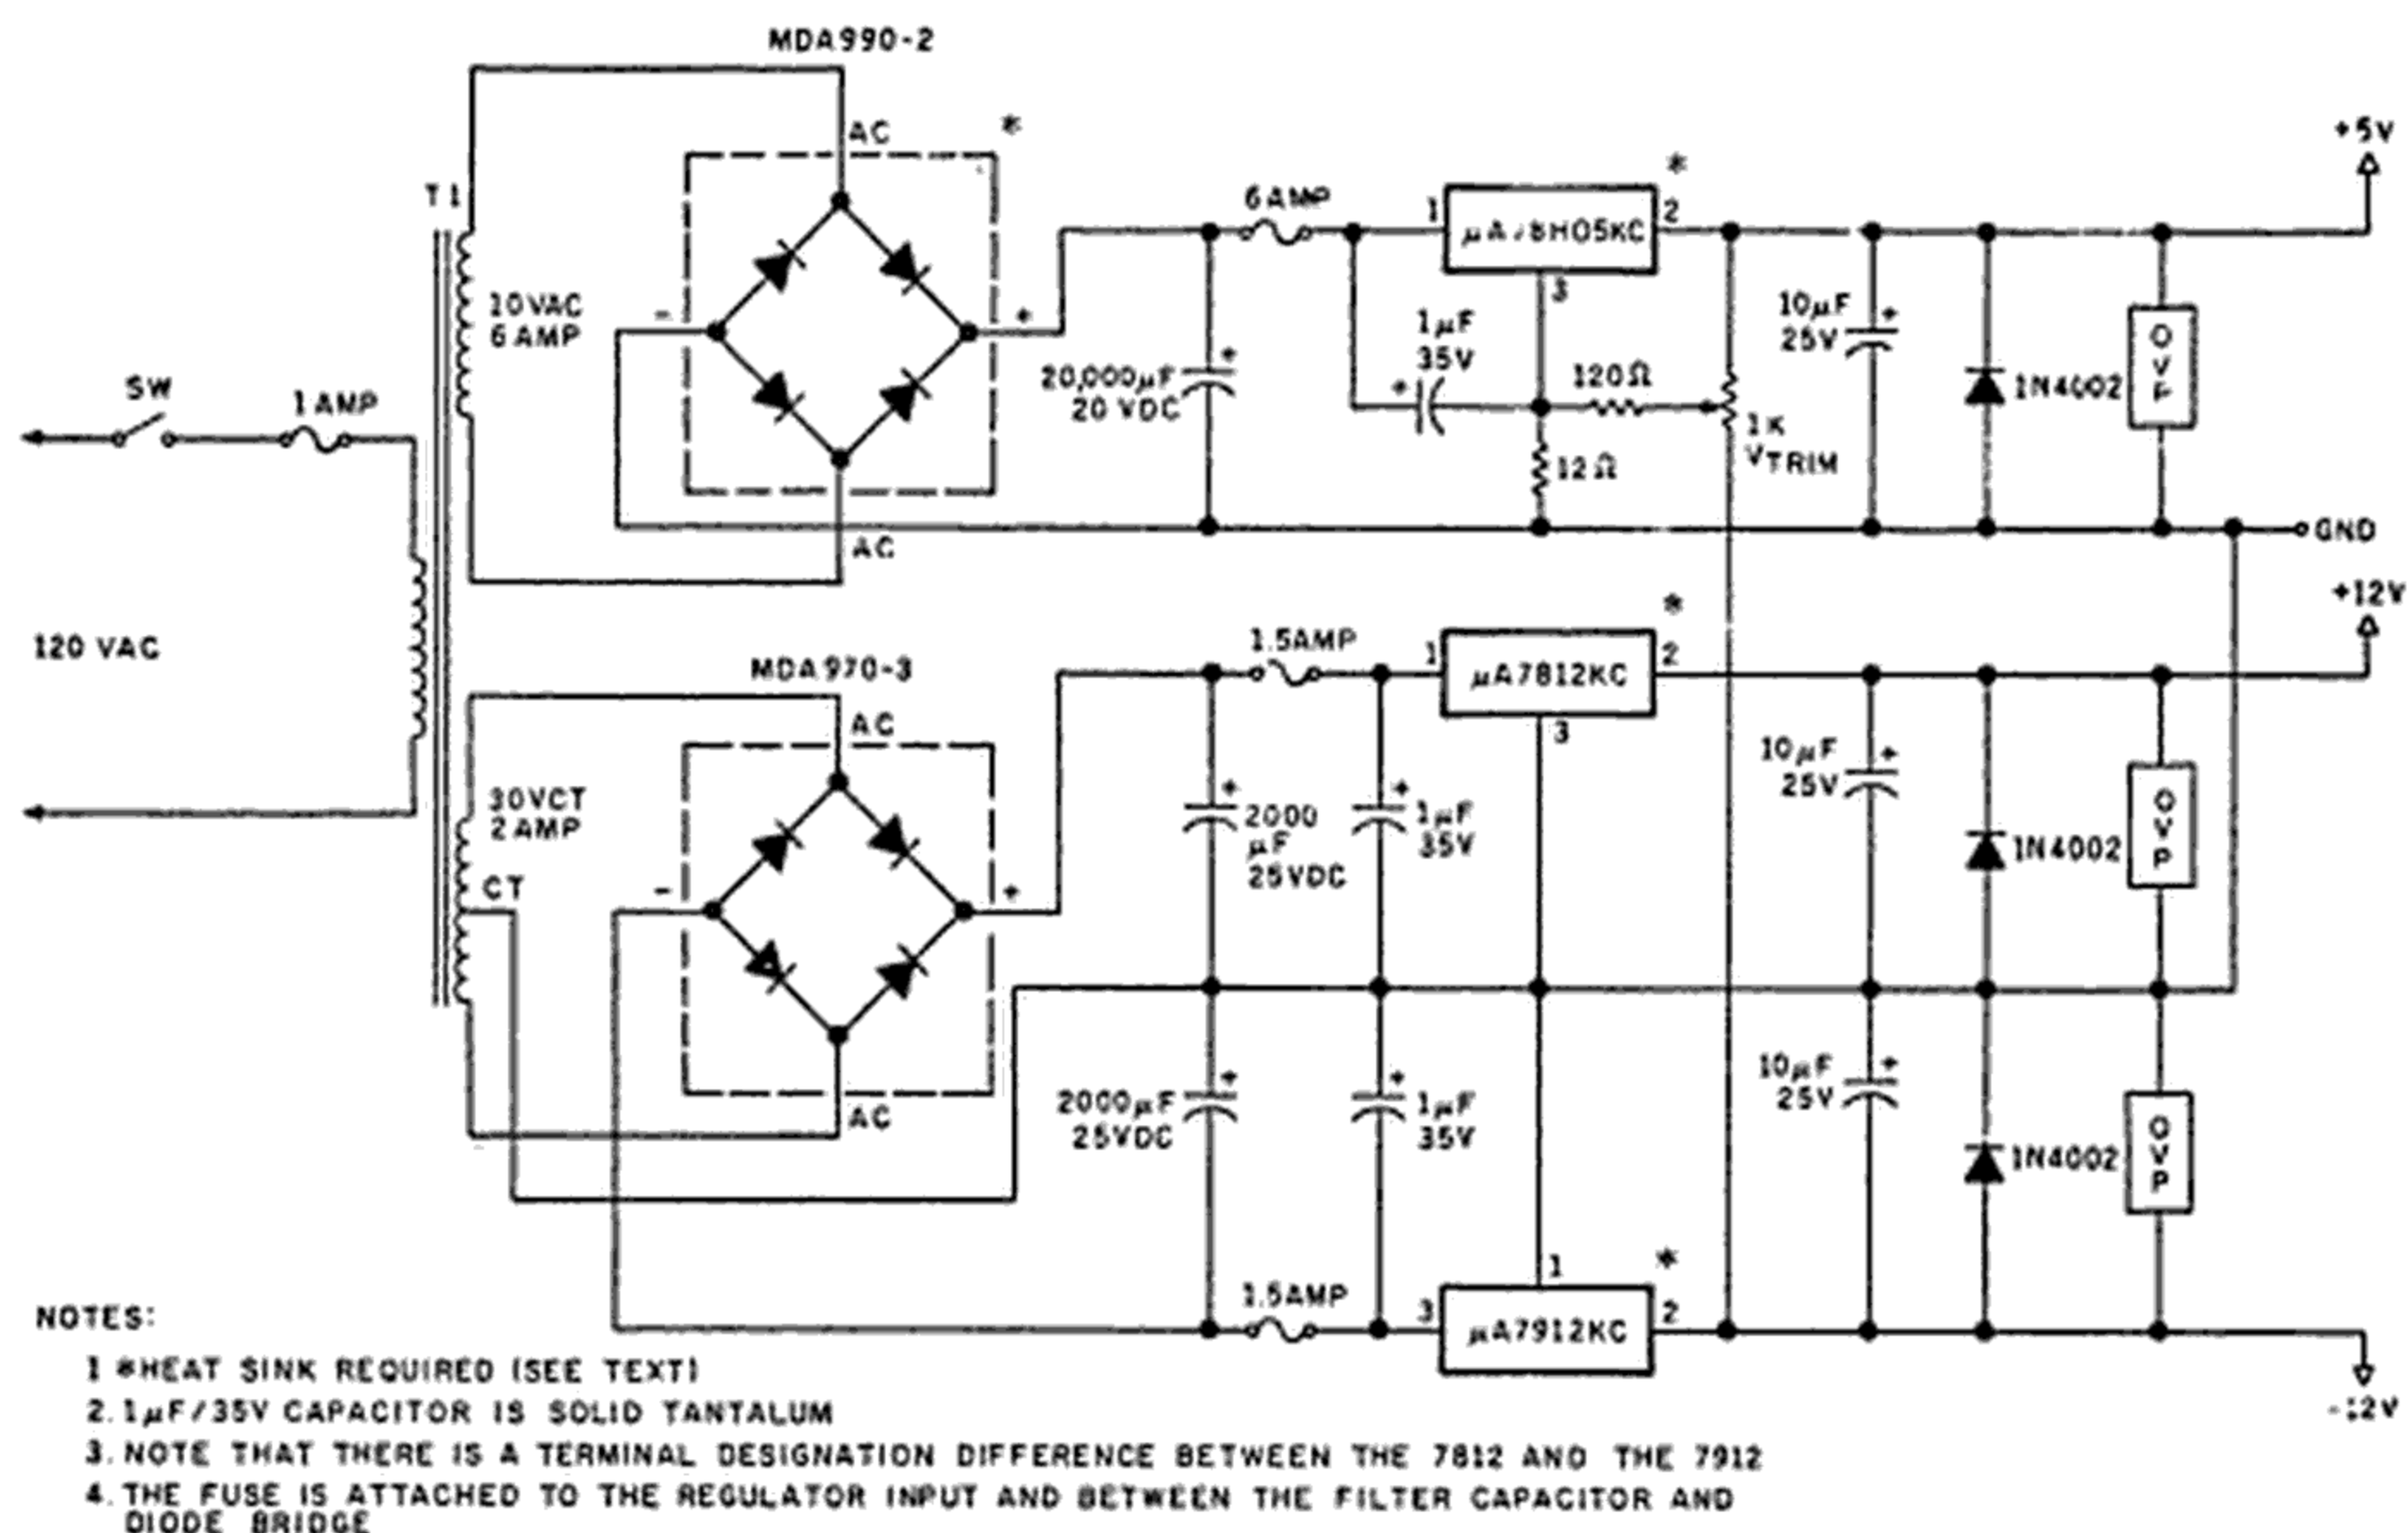 MDA990-2
AC
*
T1
10VAC
6 AMP
-
+
AC
SW
1 AMP
120 VAC
20,000µF
20 VDC
+
6 AMP
1
µA78H05KC
*
2
3
1µF
35V
+
120Ω
12Ω
1K
VTRIM
10µF
25V
+
1N4002
OVP
+5V
GND
MDA970-3
AC
30VCT
2 AMP
CT
-
+
AC
1.5AMP
1
µA7812KC
*
2
3
+
2000
µF
25VDC
+
1µF
35V
10µF
25V
+
1N4002
OVP
+12V
2000µF
25VDC
+
+
1µF
35V
1.5AMP
3
1
µA7912KC
*
2
10µF
25V
+
1N4002
OVP
-12V
NOTES:
1 *HEAT SINK REQUIRED (SEE TEXT)
2. 1µF/35V CAPACITOR IS SOLID TANTALUM
3. NOTE THAT THERE IS A TERMINAL DESIGNATION DIFFERENCE BETWEEN THE 7812 AND THE 7912
4. THE FUSE IS ATTACHED TO THE REGULATOR INPUT AND BETWEEN THE FILTER CAPACITOR AND
DIODE BRIDGE